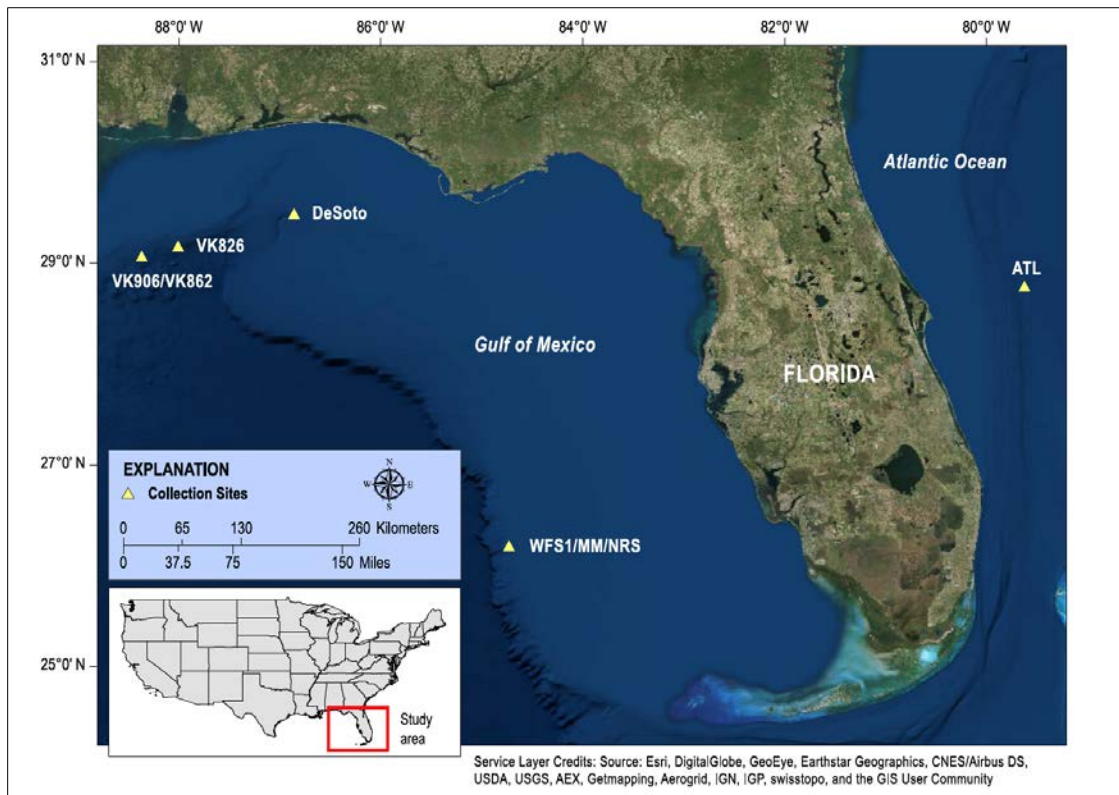 88°0' W 86°0' W 84°0' W 82°0' W 80°0' W
31°0' N
Atlantic Ocean
DeSoto
VK826
29°0' N
VK906/VK862
ATL
Gulf of Mexico
FLORIDA
27°0' N
EXPLANATION
Collection Sites
N
W E
S
0 65 130 260 Kilometers
0 37.5 75 150 Miles
WFS1/MM/NRS
25°0' N
Study
area
Service Layer Credits: Source: Esri, DigitalGlobe, GeoEye, Earthstar Geographics, CNES/Airbus DS,
USDA, USGS, AEX, Getmapping, Aerogrid, IGN, IGP, swisstopo, and the GIS User Community